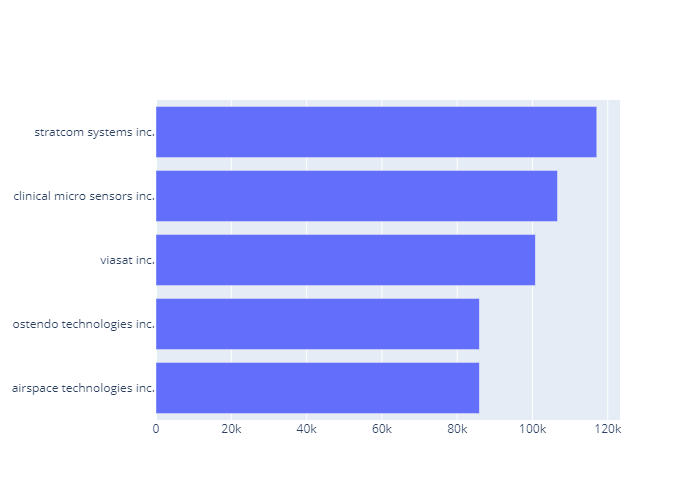 stratcom systems inc.
clinical micro sensors inc.
viasat inc.
ostendo technologies inc.
airspace technologies inc.
0 20k 40k 60k 80k 100k 120k